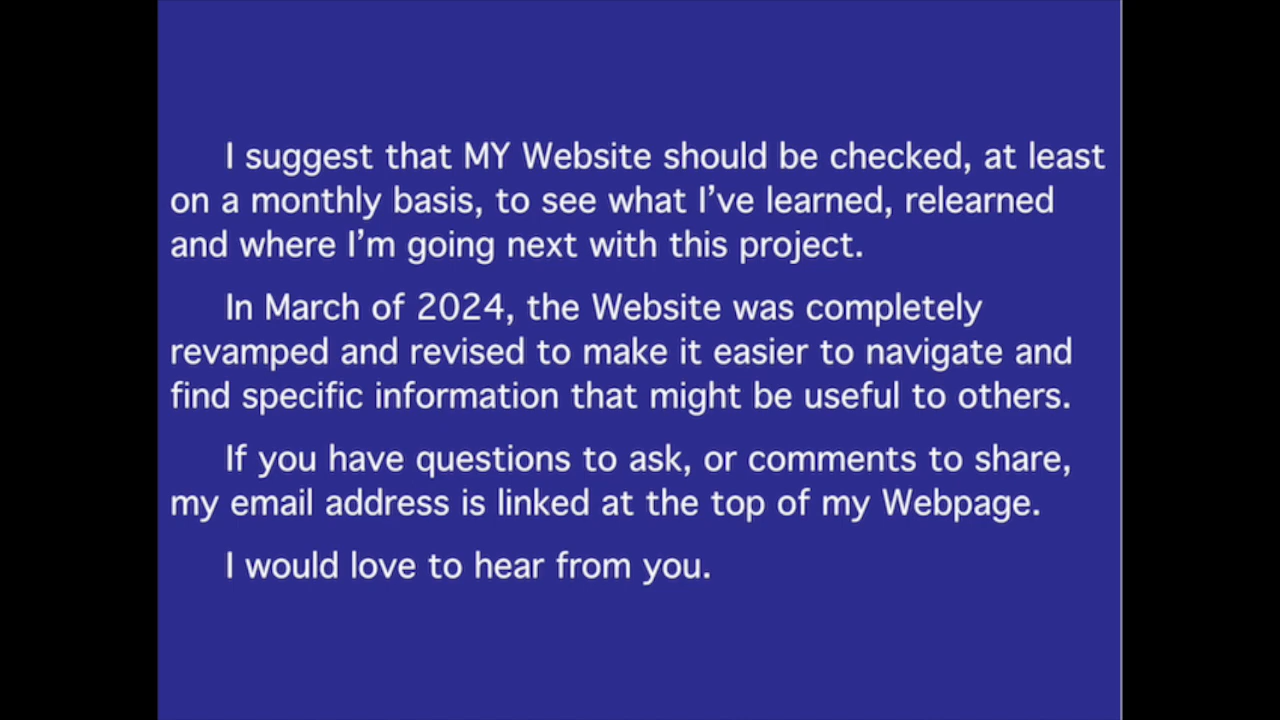 I suggest that MY Website should be checked, at least
on a monthly basis, to see what I’ve learned, relearned
and where I’m going next with this project.
In March of 2024, the Website was completely
revamped and revised to make it easier to navigate and
find specific information that might be useful to others.
If you have questions to ask, or comments to share,
my email address is linked at the top of my Webpage.
I would love to hear from you.